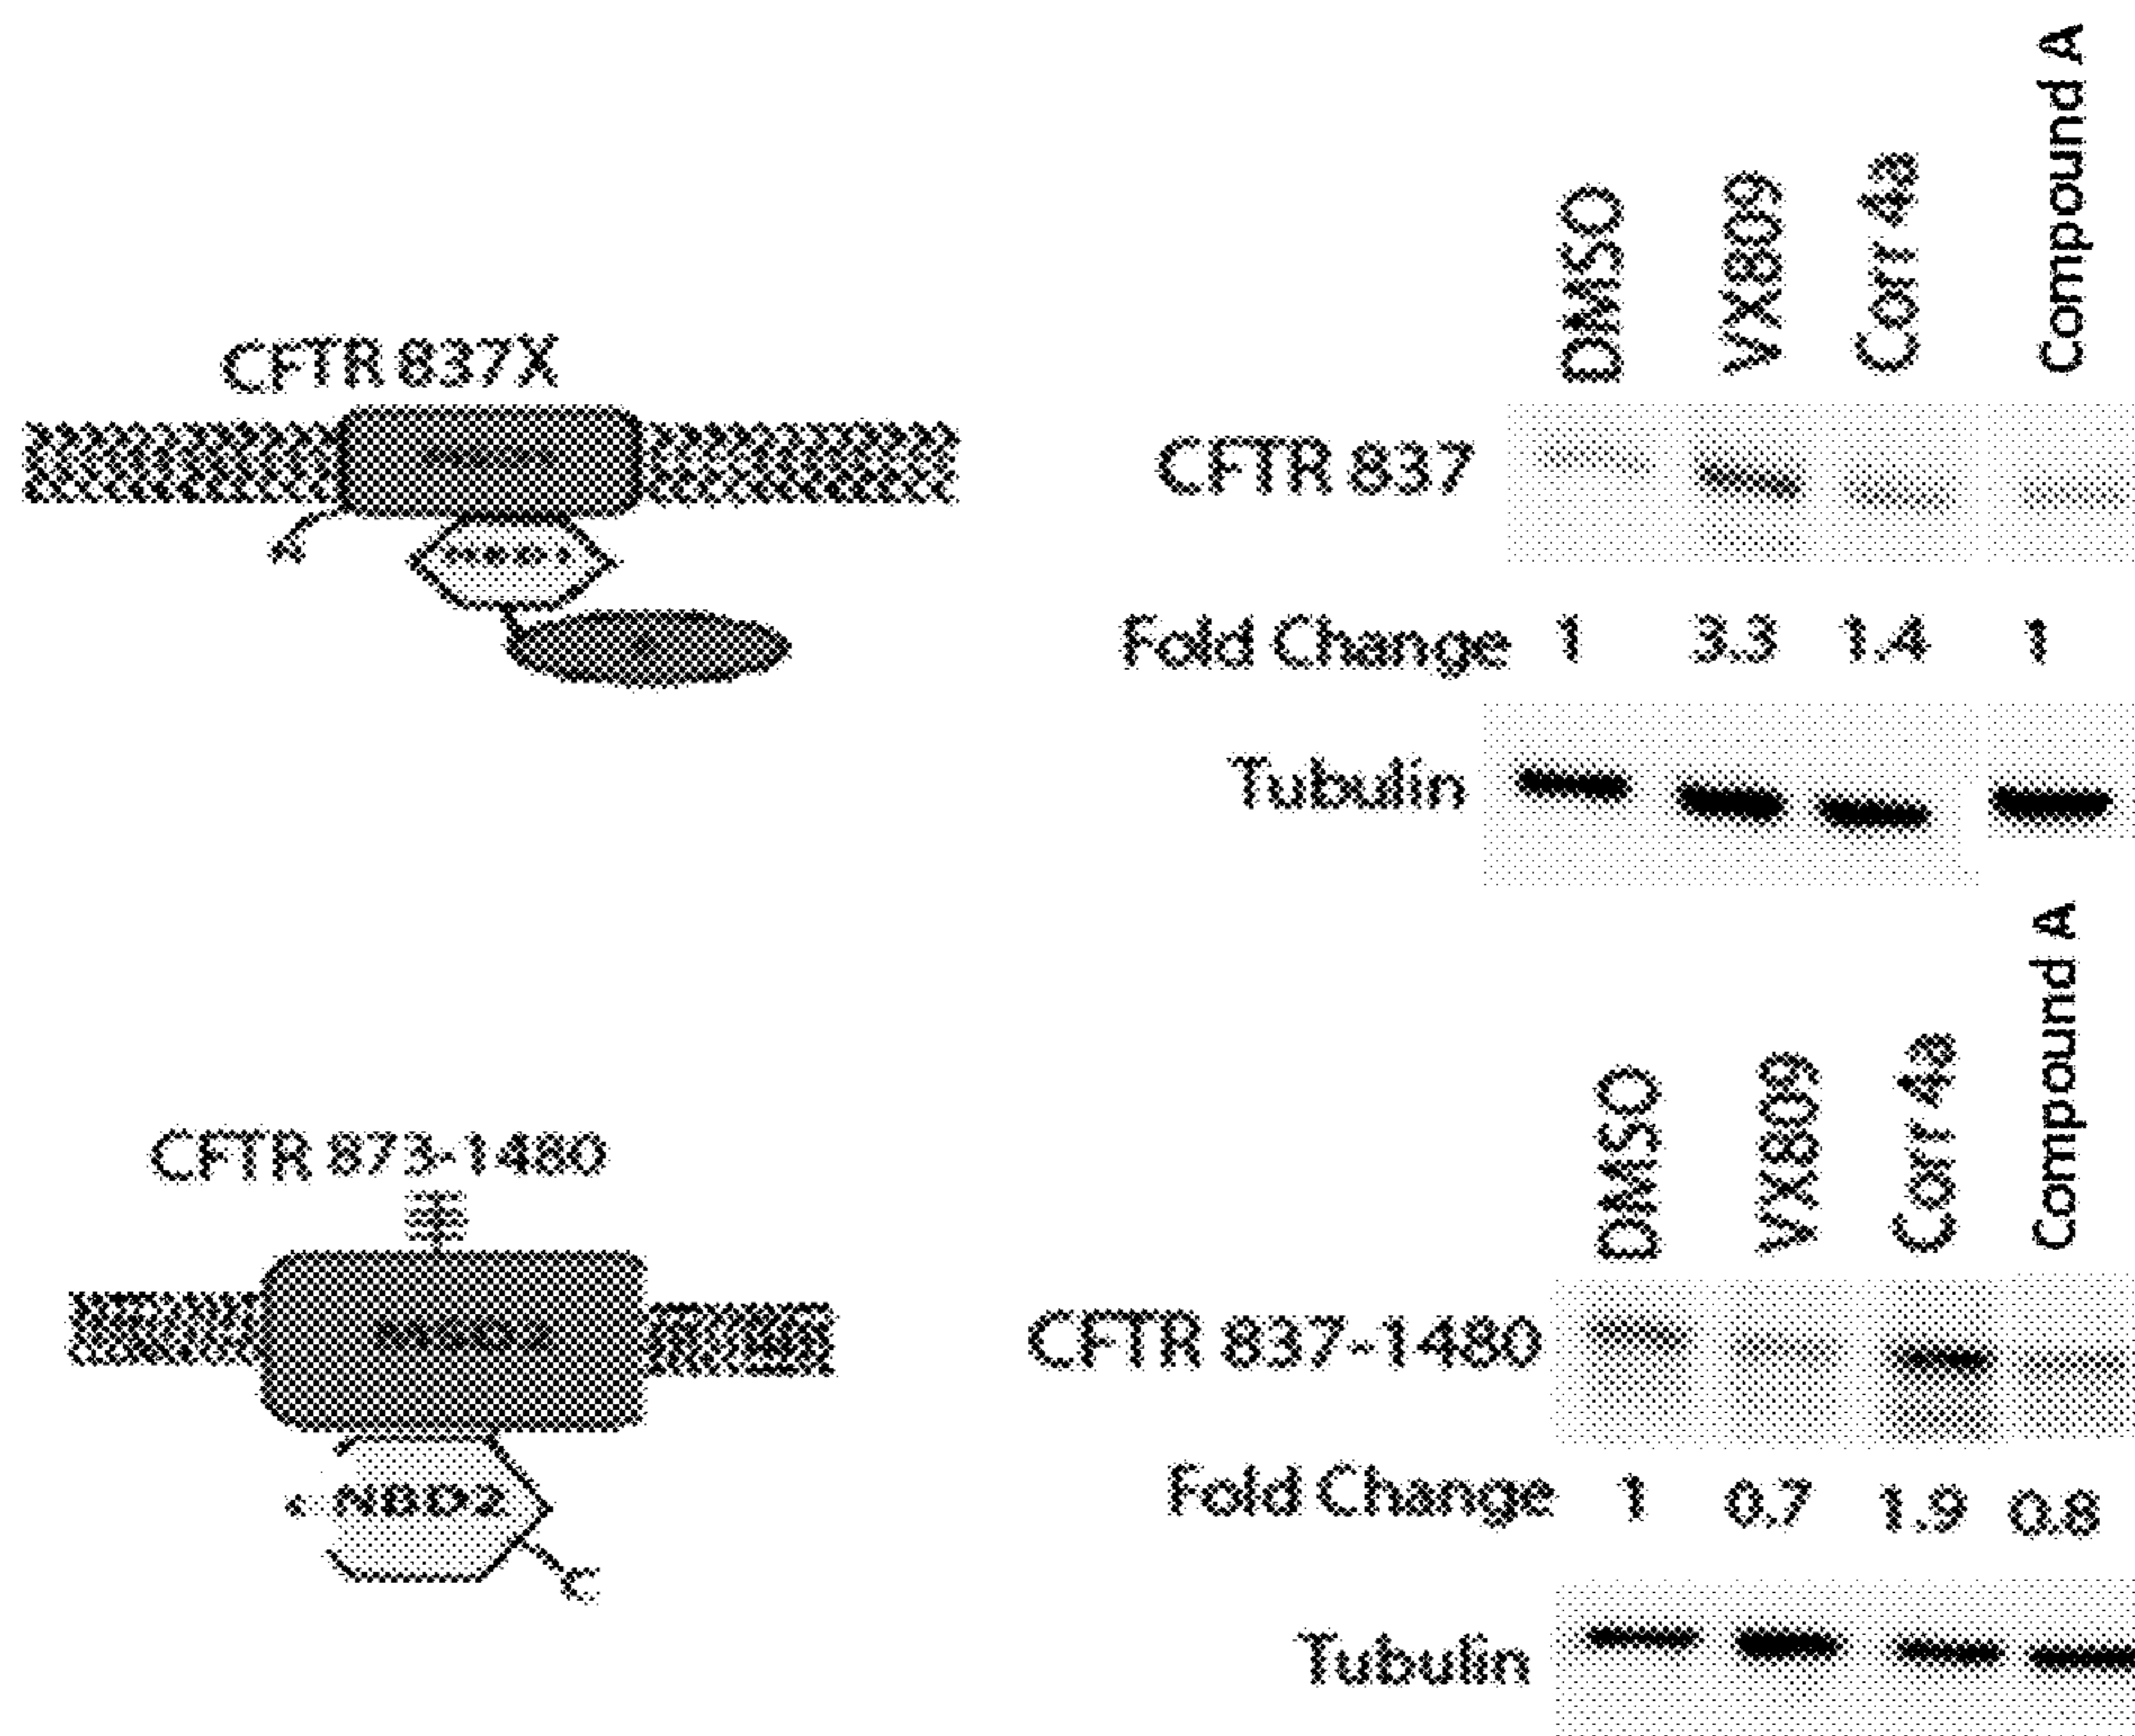 CFTR 837X
N
DMSO
VX809
Corr 4a
Compound A
CFTR 837
Fold Change 1 3.3 1.4 1
Tubulin
CFTR 873-1480
MSD2
NBD2
C
DMSO
VX809
Corr 4a
Compound A
CFTR 837-1480
Fold Change 1 0.7 1.9 0.8
Tubulin